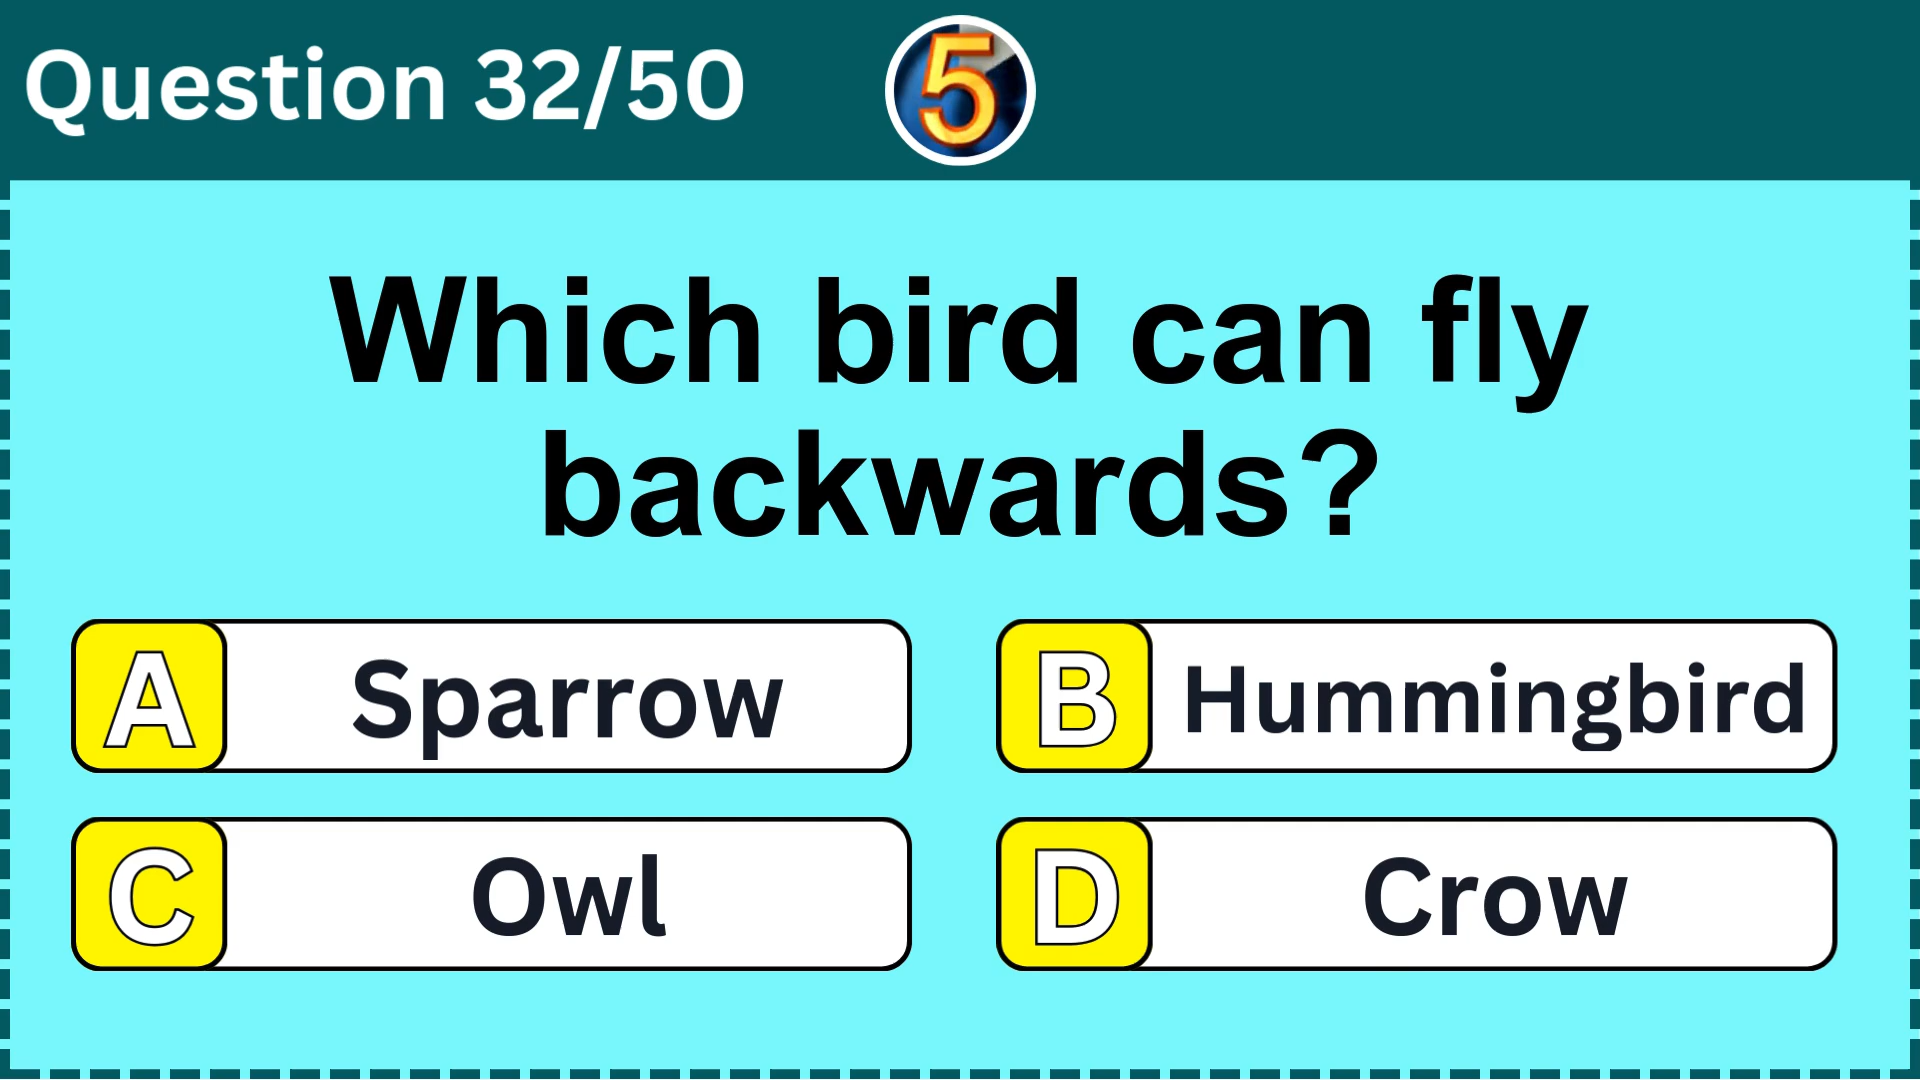 Question 32/50
5
Which bird can fly
backwards?
A Sparrow
B Hummingbird
C Owl
D Crow